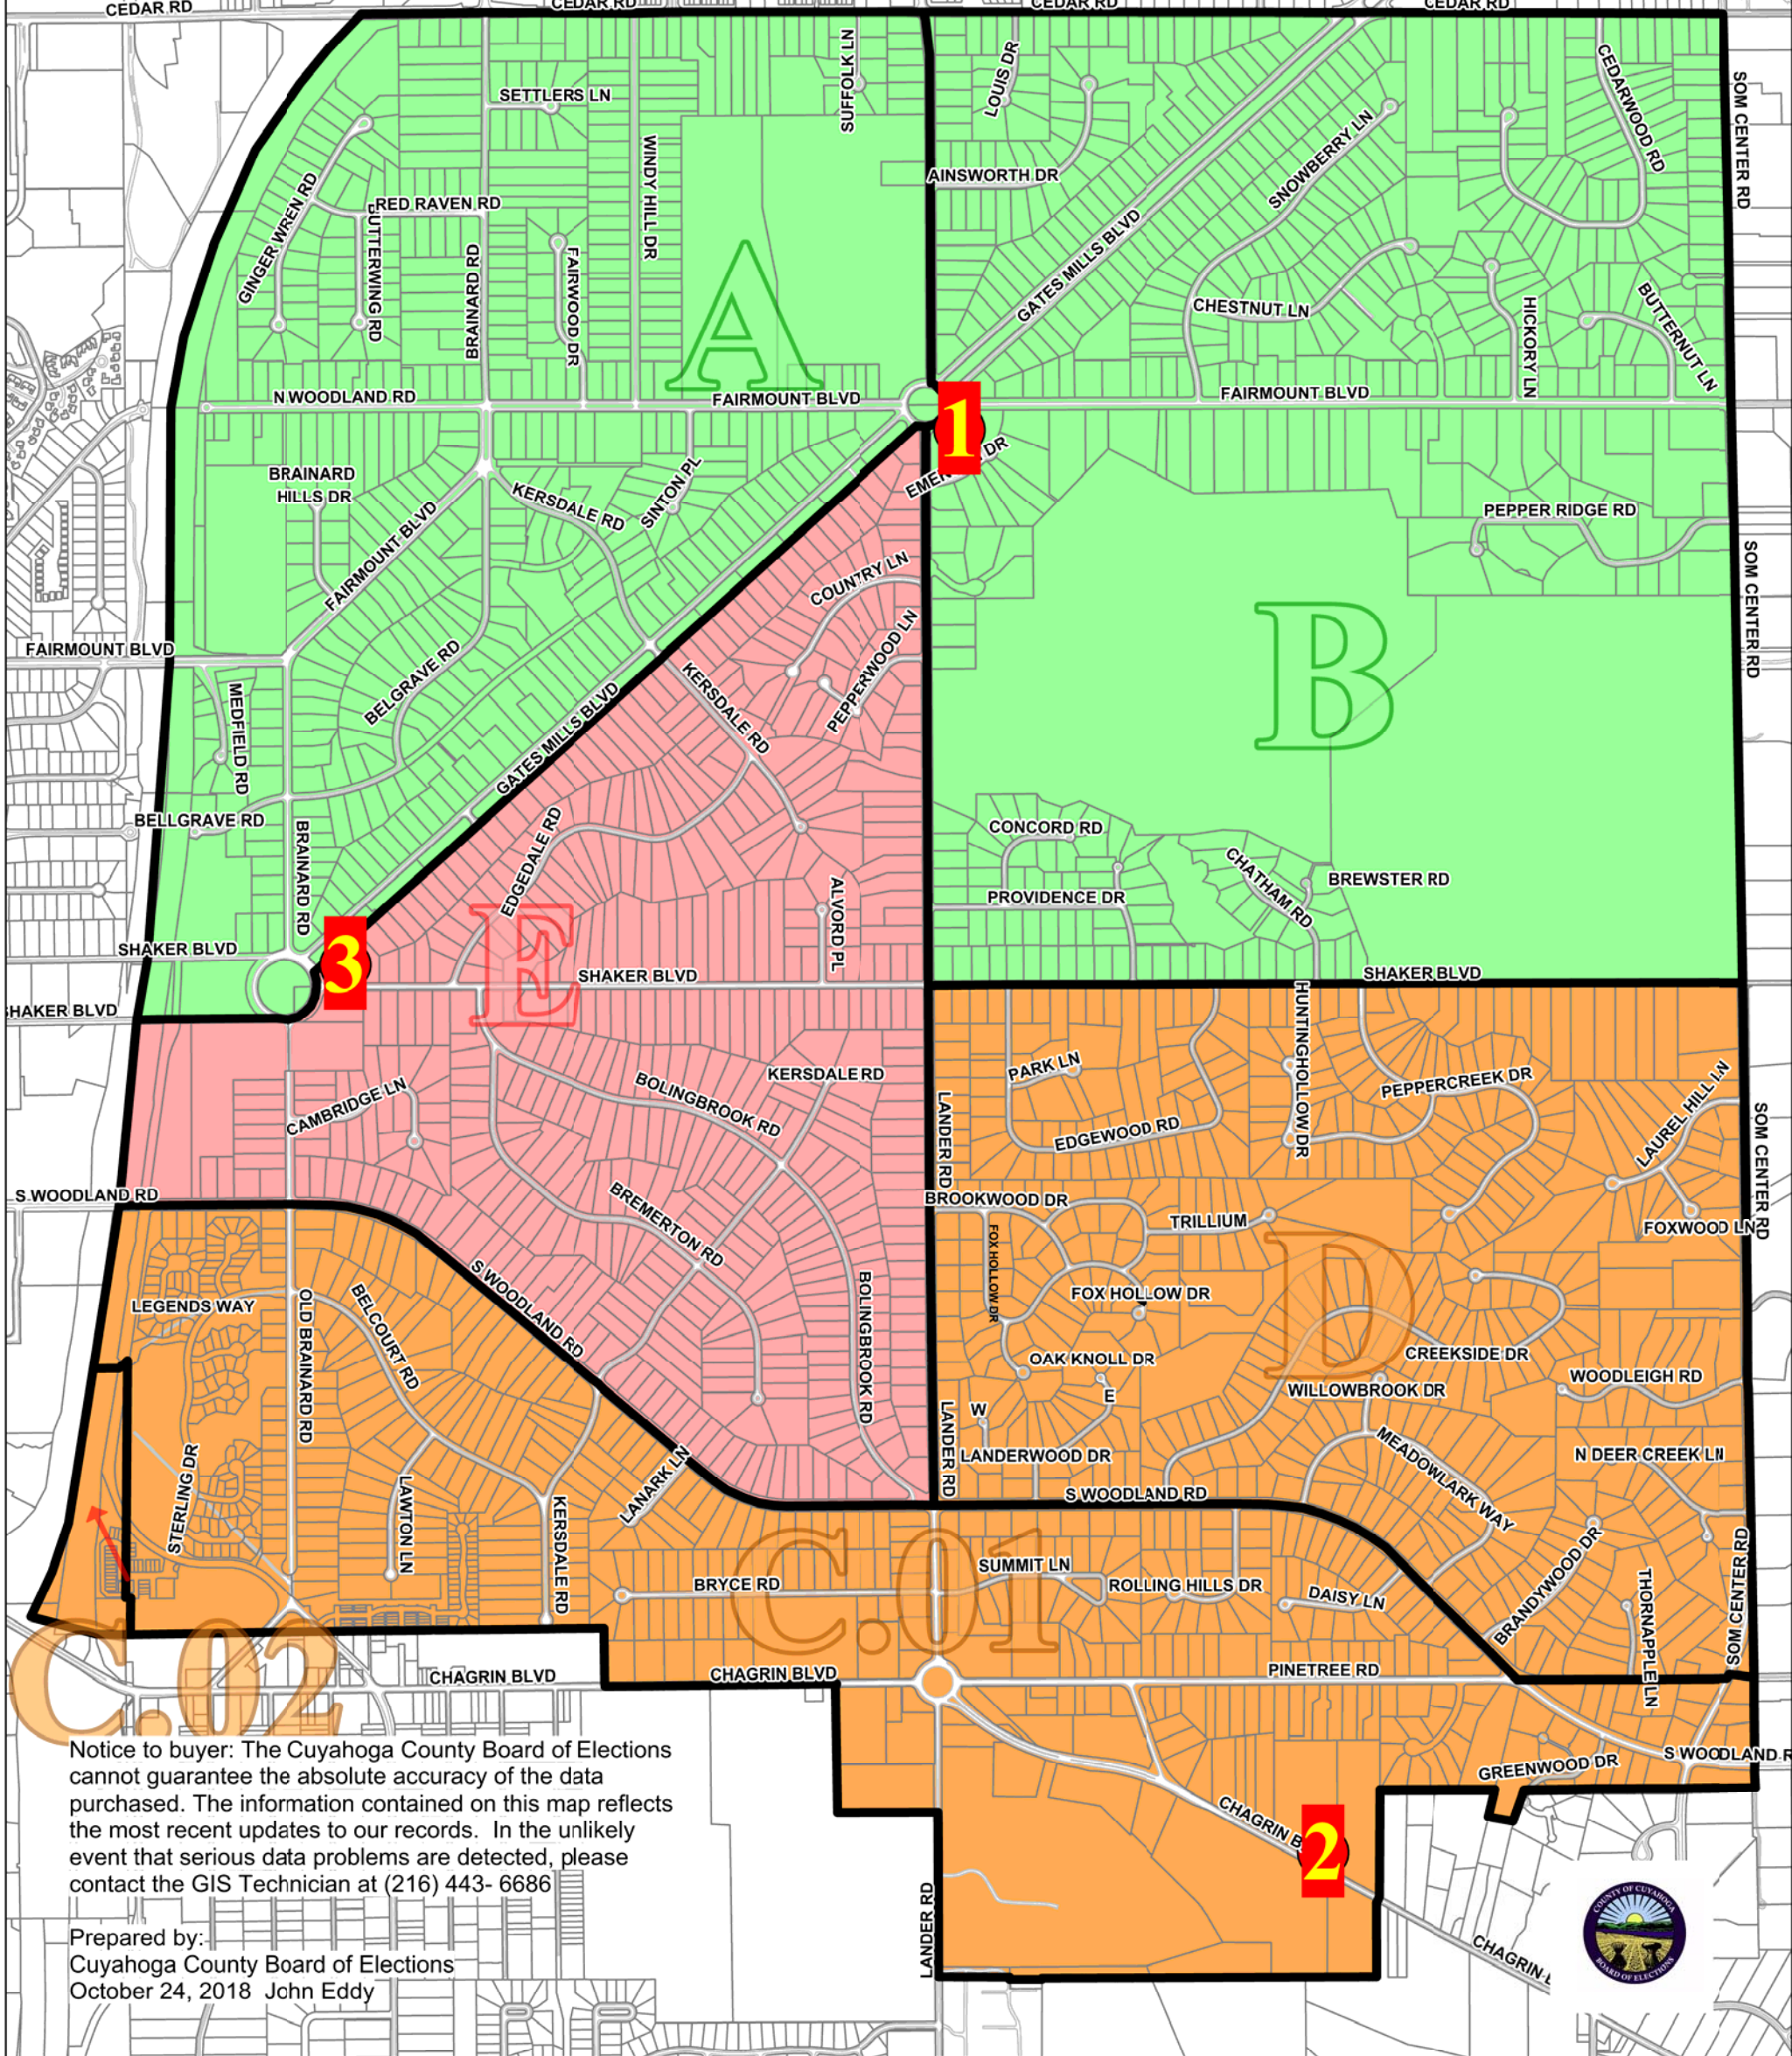 CEDAR RD
CEDAR RD
CEDAR RD
CEDAR RD
SUFFOLK LN
LOUIS DR
CEDARWOOD RD
SOM CENTER RD
SETTLERS LN
WINDY HILL DR
SNOWBERRY LN
AINSWORTH DR
GINGER WREN RD
RED RAVEN RD
BUTTERWING RD
BRAINARD RD
FAIRWOOD DR
GATES MILLS BLVD
A
CHESTNUT LN
HICKORY LN
BUTTERNUT LN
N WOODLAND RD
FAIRMOUNT BLVD
FAIRMOUNT BLVD
1
BRAINARD
HILLS DR
KERSDALE RD
SINTON PL
DR
PEPPER RIDGE RD
FAIRMOUNT BLVD
COUNTRY LN
SOM CENTER RD
FAIRMOUNT BLVD
BELGRAVE RD
PEPPERWOOD LN
B
MEDFIELD RD
KERSDALE RD
GATES MILLS BLVD
BELLGRAVE RD
BRAINARD RD
EDGEDALE RD
CONCORD RD
CHATHAM RD
BREWSTER RD
PROVIDENCE DR
ALVORD PL
E
SHAKER BLVD
3
SHAKER BLVD
SHAKER BLVD
SHAKER BLVD
HUNTINGHOLLOW DR
PARK LN
KERSDALE RD
PEPPERCREEK DR
LAUREL HILL LN
CAMBRIDGE LN
BOLINGBROOK RD
LANDER RD
EDGEWOOD RD
SOM CENTER RD
S WOODLAND RD
BROOKWOOD DR
BREMERTON RD
TRILLIUM
FOXWOOD LN
FOX HOLLOW DR
D
S WOODLAND RD
LEGENDS WAY
OLD BRAINARD RD
BELCOURT RD
BOLINGBROOK RD
FOX HOLLOW DR
OAK KNOLL DR
CREEKSIDE DR
WOODLEIGH RD
WILLOWBROOK DR
E
W
LANDER RD
LANDERWOOD DR
MEADOWLARK WAY
N DEER CREEK LN
STERLING DR
LAWTON LN
LANARK LN
KERSDALE RD
S WOODLAND RD
C.01
SUMMIT LN
BRYCE RD
ROLLING HILLS DR
DAISY LN
BRANDYWOOD DR
THORNAPPLE LN
SOM CENTER RD
C.02
CHAGRIN BLVD
CHAGRIN BLVD
PINETREE RD
S WOODLAND R
GREENWOOD DR
CHAGRIN B
2
LANDER RD
CHAGRIN
Notice to buyer: The Cuyahoga County Board of Elections
cannot guarantee the absolute accuracy of the data
purchased. The information contained on this map reflects
the most recent updates to our records. In the unlikely
event that serious data problems are detected, please
contact the GIS Technician at (216) 443- 6686
Prepared by:
Cuyahoga County Board of Elections
October 24, 2018 John Eddy
COUNTY OF CUYAHOGA
BOARD OF ELECTIONS